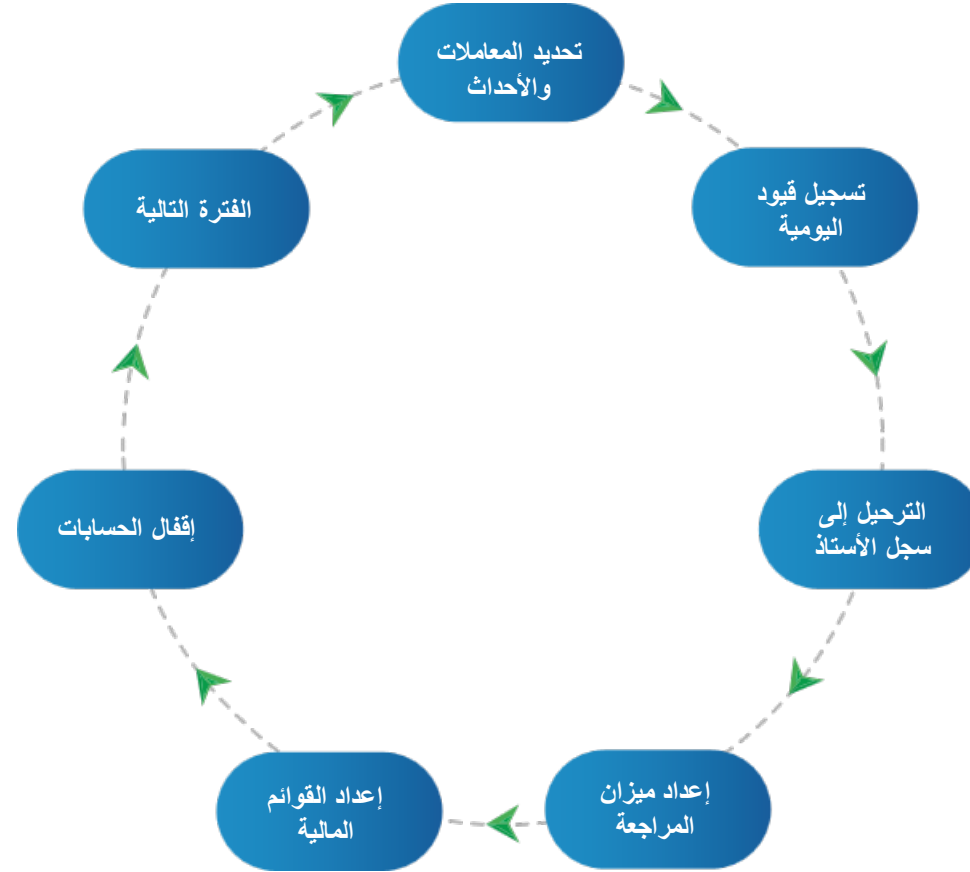 تحديد المعاملات
والأحداث
تسجيل قيود
اليومية
الترحيل إلى
سجل الأستاذ
إعداد ميزان
المراجعة
إعداد القوائم
المالية
إقفال الحسابات
الفترة التالية